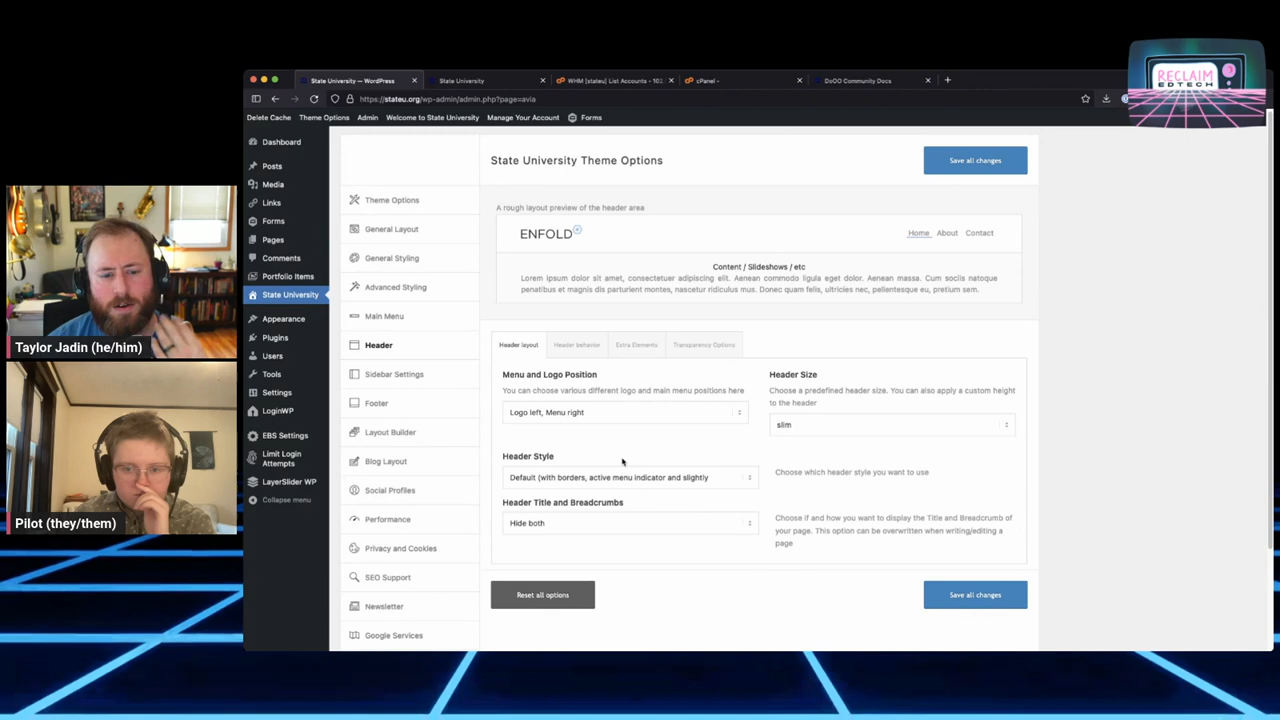 RECLAIM
EDTECH
State University — WordPress
State University
WHM [stateu] List Accounts - 102
cPanel -
DoOO Community Docs
https://stateu.org/wp-admin/admin.php?page=avia
Delete Cache
Theme Options
Admin
Welcome to State University
Manage Your Account
Forms
Dashboard
Posts
Media
Links
Forms
Pages
Comments
Portfolio Items
State University
Appearance
Plugins
Users
Tools
Settings
LoginWP
EBS Settings
Limit Login
Attempts
LayerSlider WP
Collapse menu
Theme Options
General Layout
General Styling
Advanced Styling
Main Menu
Header
Sidebar Settings
Footer
Layout Builder
Blog Layout
Social Profiles
Performance
Privacy and Cookies
SEO Support
Newsletter
Google Services
State University Theme Options
Save all changes
A rough layout preview of the header area
ENFOLD
Home About Contact
Content / Slideshows / etc
Lorem ipsum dolor sit amet, consectetuer adipiscing elit. Aenean commodo ligula eget dolor. Aenean massa. Cum sociis natoque
penatibus et magnis dis parturient montes, nascetur ridiculus mus. Donec quam felis, ultricies nec, pellentesque eu, pretium sem.
Header layout
Header behavior
Extra Elements
Transparency Options
Menu and Logo Position
You can choose various different logo and main menu positions here
Logo left, Menu right
Header Size
Choose a predefined header size. You can also apply a custom height
to the header
slim
Header Style
Default (with borders, active menu indicator and slightly
Choose which header style you want to use
Header Title and Breadcrumbs
Hide both
Choose if and how you want to display the Title and Breadcrumb of
your page. This option can be overwritten when writing/editing a
page
Reset all options
Save all changes
Taylor Jadin (he/him)
Pilot (they/them)